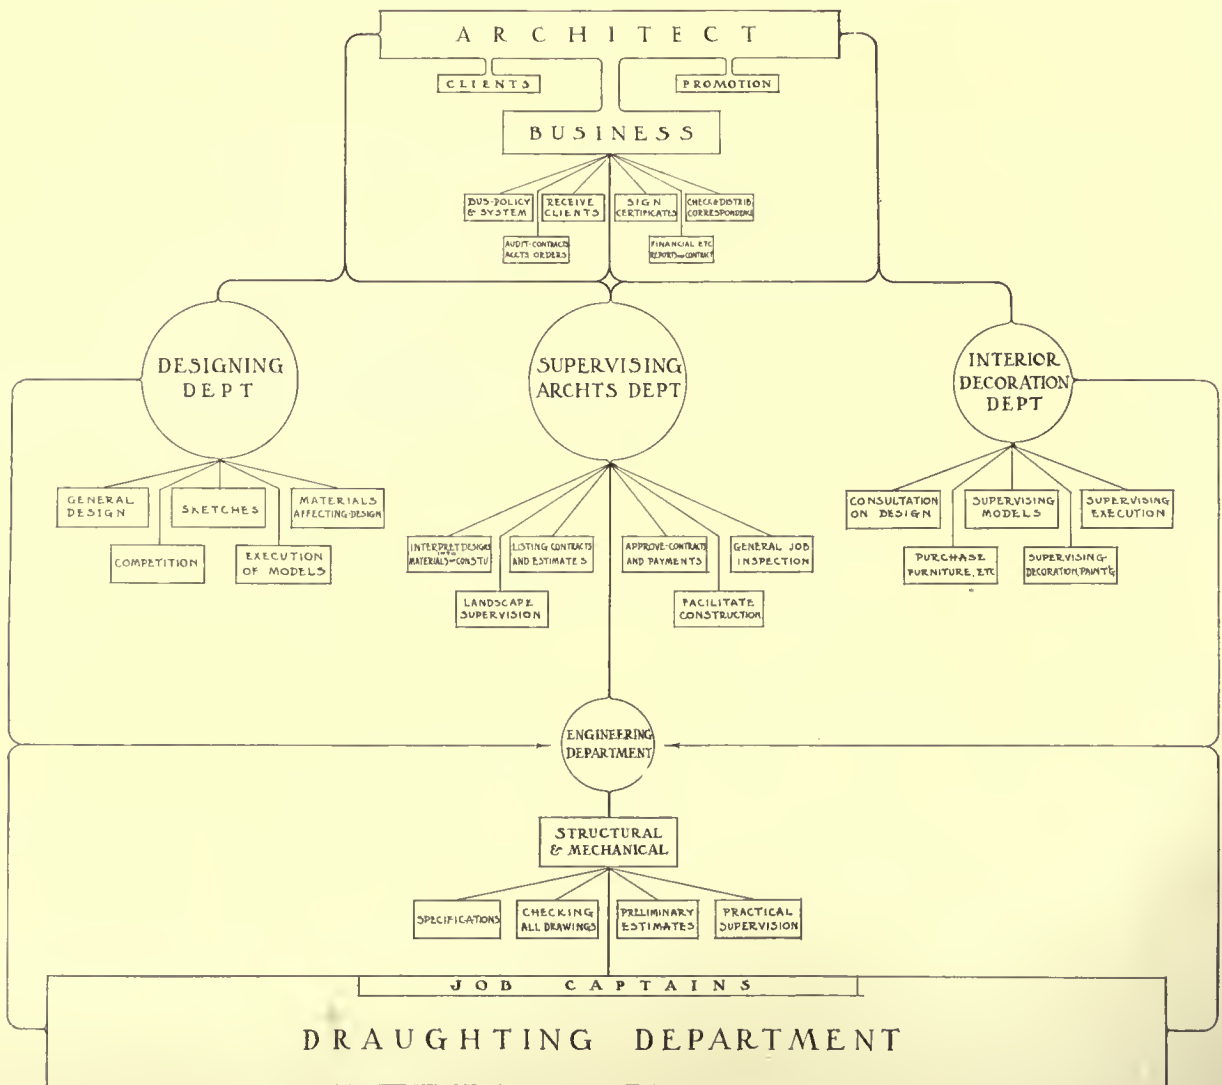 ARCHITECT
CLIENTS
PROMOTION
BUSINESS
BUS-POLICY
& SYSTEM
RECEIVE
CLIENTS
SIGN
CERTIFICATES
CHECK & DISTRIB
CORRESPONDENCE
AUDIT-CONTRACTS
ACCTS ORDERS
FINANCIAL ETC
REPORTS CONTRACT
DESIGNING
DEPT
SUPERVISING
ARCHTS DEPT
INTERIOR
DECORATION
DEPT
GENERAL
DESIGN
SKETCHES
MATERIALS
AFFECTING-DESIGN
COMPETITION
EXECUTION
OF MODELS
INTERPRET DESIGNS
INTO
MATERIALS CONSTU
LISTING CONTRACTS
AND ESTIMATES
APPROVE-CONTRACTS
AND PAYMENTS
GENERAL JOB
INSPECTION
LANDSCAPE
SUPERVISION
FACILITATE
CONSTRUCTION
CONSULTATION
ON DESIGN
SUPERVISING
MODELS
SUPERVISING
EXECUTION
PURCHASE
FURNITURE, ETC
SUPERVISING-
DECORATION, PAINT'G
ENGINEERING
DEPARTMENT
STRUCTURAL
& MECHANICAL
SPECIFICATIONS
CHECKING
ALL DRAWINGS
PRELIMINARY
ESTIMATES
PRACTICAL
SUPERVISION
JOB CAPTAINS
DRAUGHTING DEPARTMENT